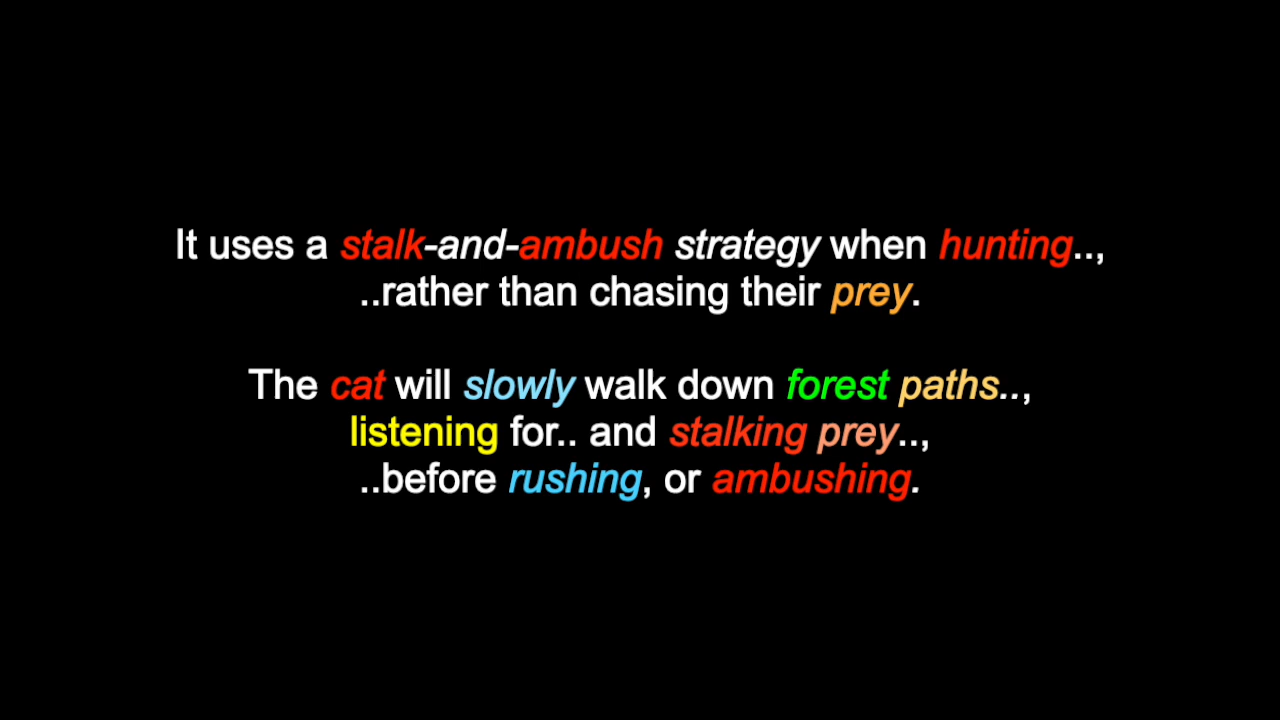 It uses a stalk-and-ambush strategy when hunting..,
..rather than chasing their prey.
The cat will slowly walk down forest paths..,
listening for.. and stalking prey..,
..before rushing, or ambushing.